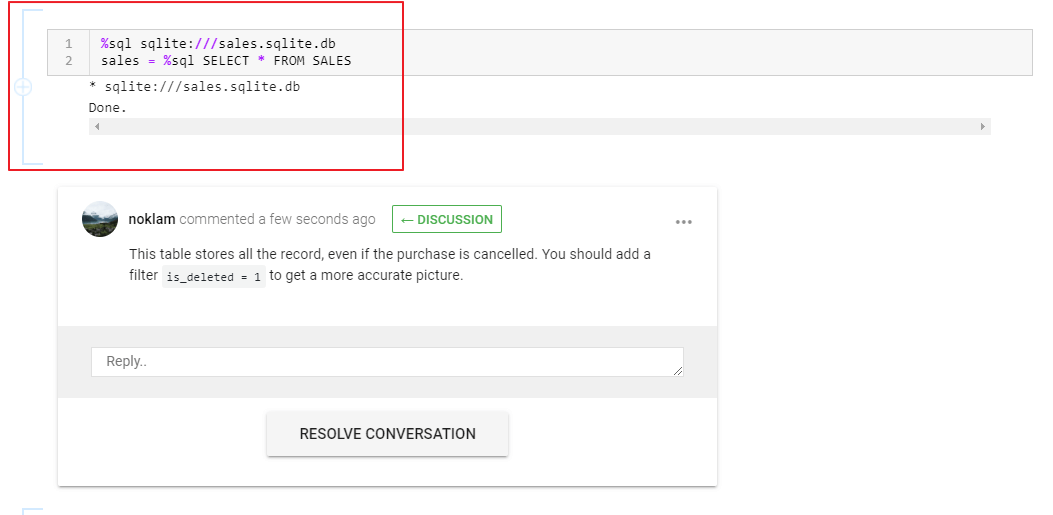 1 %sql sqlite:///sales.sqlite.db
2 sales = %sql SELECT * FROM SALES
* sqlite:///sales.sqlite.db
Done.
noklam commented a few seconds ago ← DISCUSSION
This table stores all the record, even if the purchase is cancelled. You should add a
filter is_deleted = 1 to get a more accurate picture.
Reply..
RESOLVE CONVERSATION